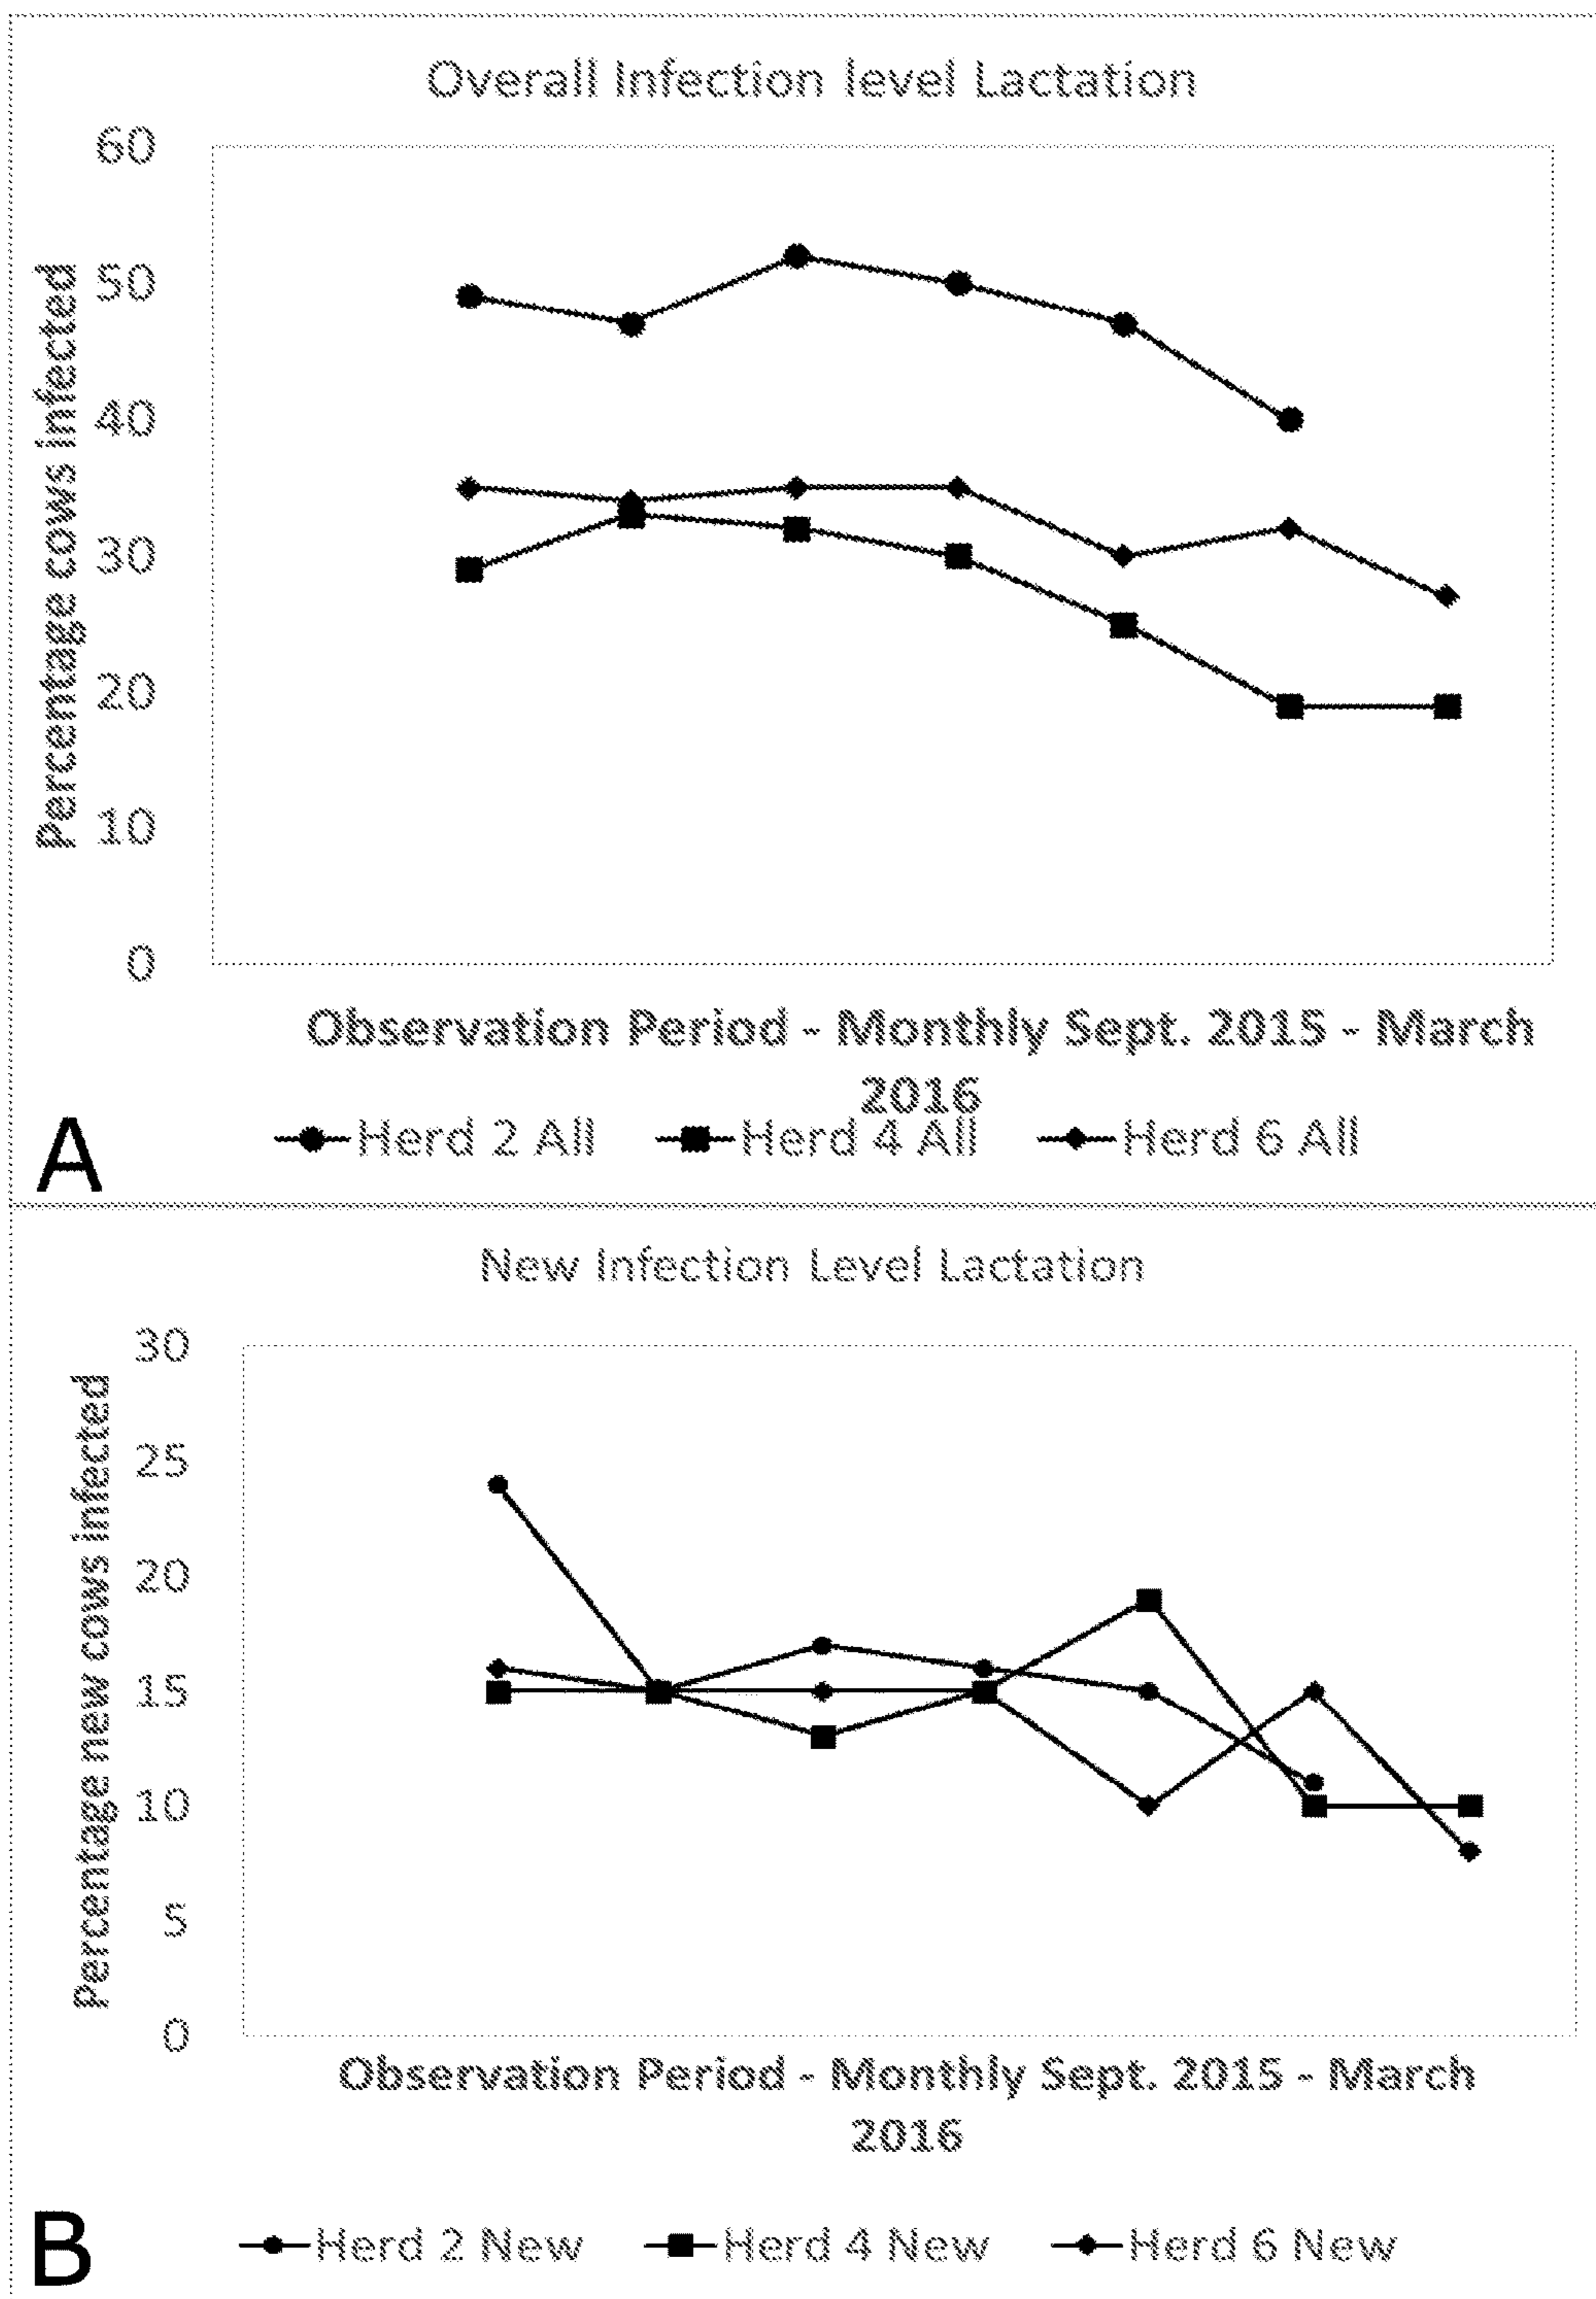 Overall Infection level Lactation
60
50
40
30
20
10
0
Percentage cows infected
Observation Period - Monthly Sept. 2015 - March
2016
Herd 2 All Herd 4 All Herd 6 All
A
New Infection Level Lactation
30
25
20
15
10
5
0
Percentage new cows infected
Observation Period - Monthly Sept. 2015 - March
2016
Herd 2 New Herd 4 New Herd 6 New
B